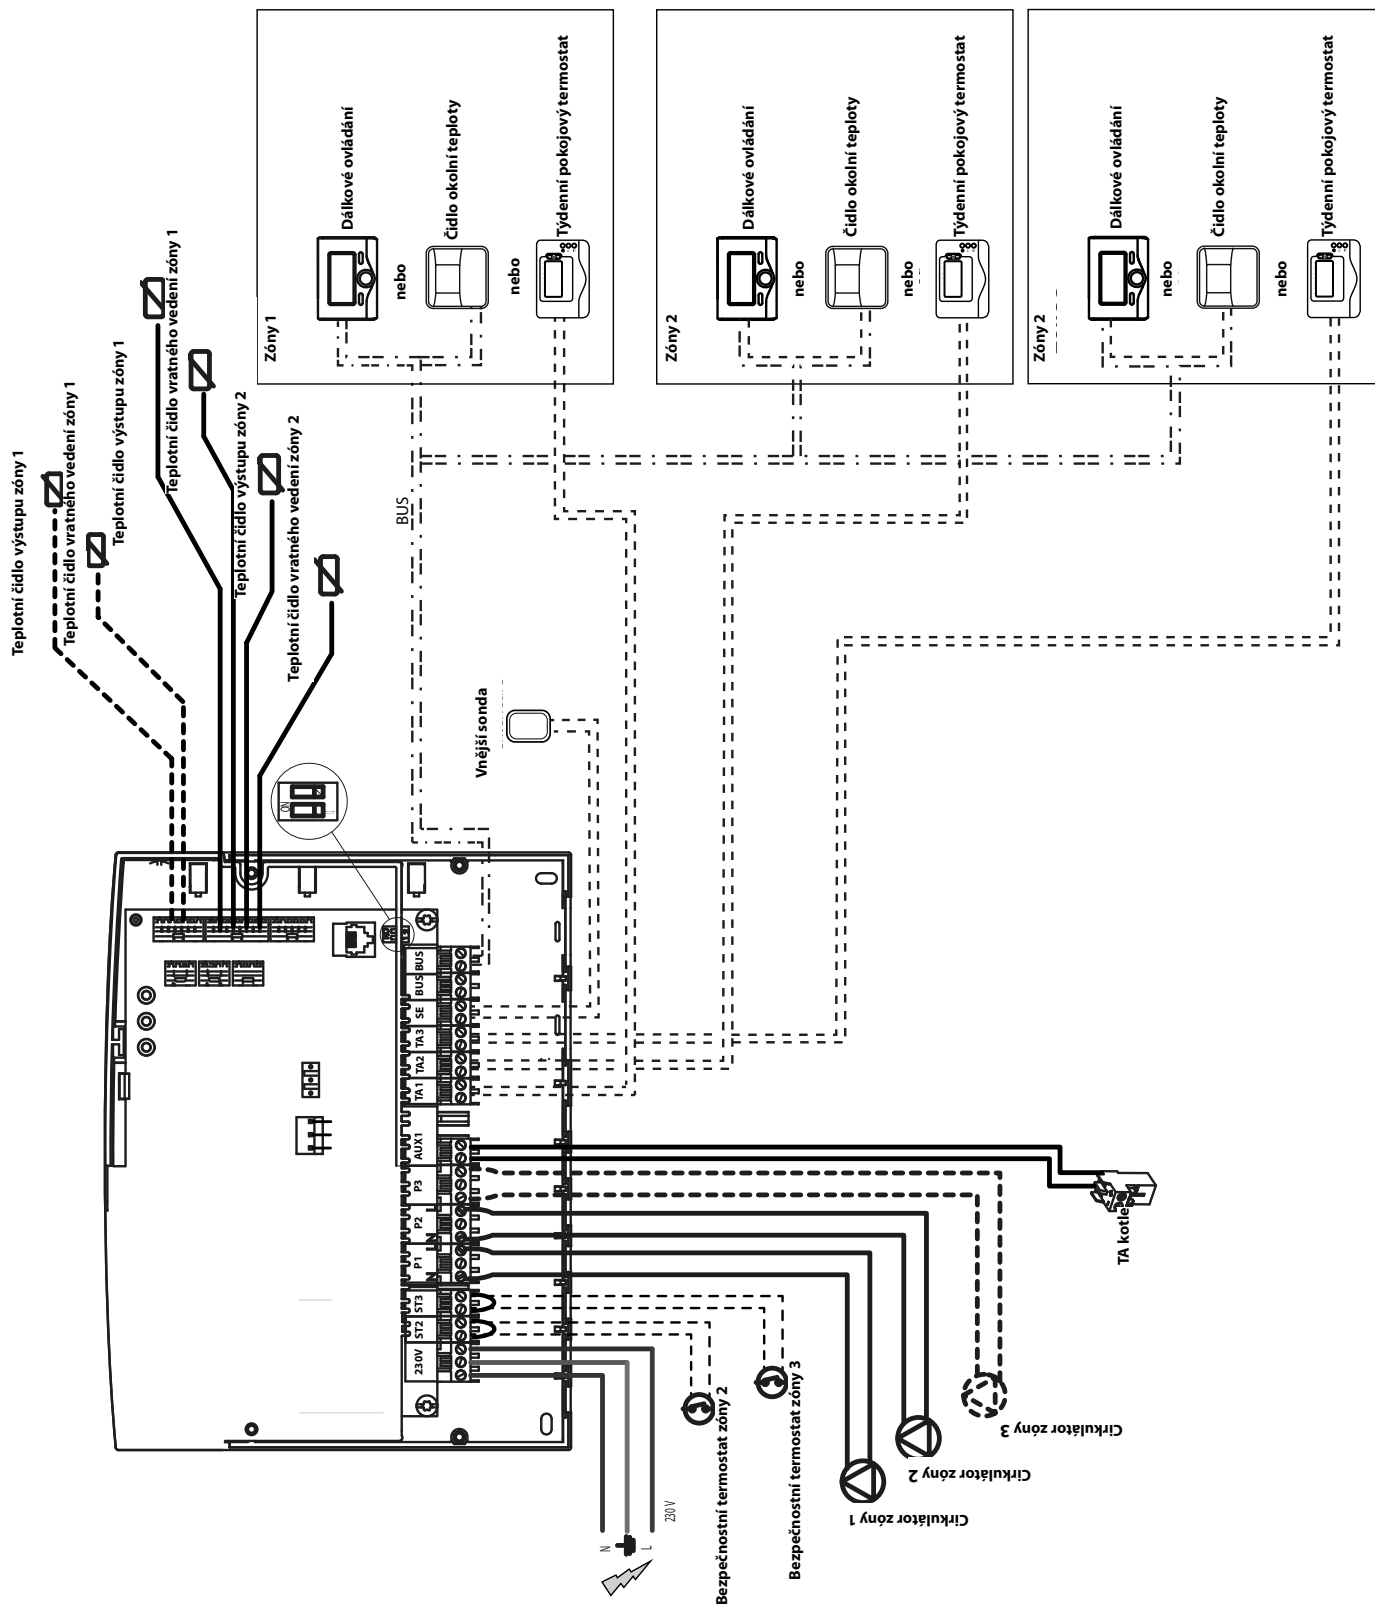 Zóny 1
Dálkové ovládání
nebo
Čidlo okolní teploty
nebo
Týdenní pokojový termostat
Zóny 2
Dálkové ovládání
nebo
Čidlo okolní teploty
nebo
Týdenní pokojový termostat
Zóny 2
Dálkové ovládání
nebo
Čidlo okolní teploty
nebo
Týdenní pokojový termostat
Teplotní čidlo výstupu zóny 1
Teplotní čidlo vratného vedení zóny 1
Teplotní čidlo výstupu zóny 1
Teplotní čidlo vratného vedení zóny 1
Teplotní čidlo výstupu zóny 2
Teplotní čidlo vratného vedení zóny 2
BUS
Vnější sonda
ON
230V
ST2
ST3
P1
P2
P3
AUX1
TA1
TA2
TA3
SE
BUS
BUS
N
L
N
L
N
L
230 V
Bezpečnostní termostat zóny 2
Bezpečnostní termostat zóny 3
Cirkulátor zóny 1
Cirkulátor zóny 2
Cirkulátor zóny 3
TA kotle